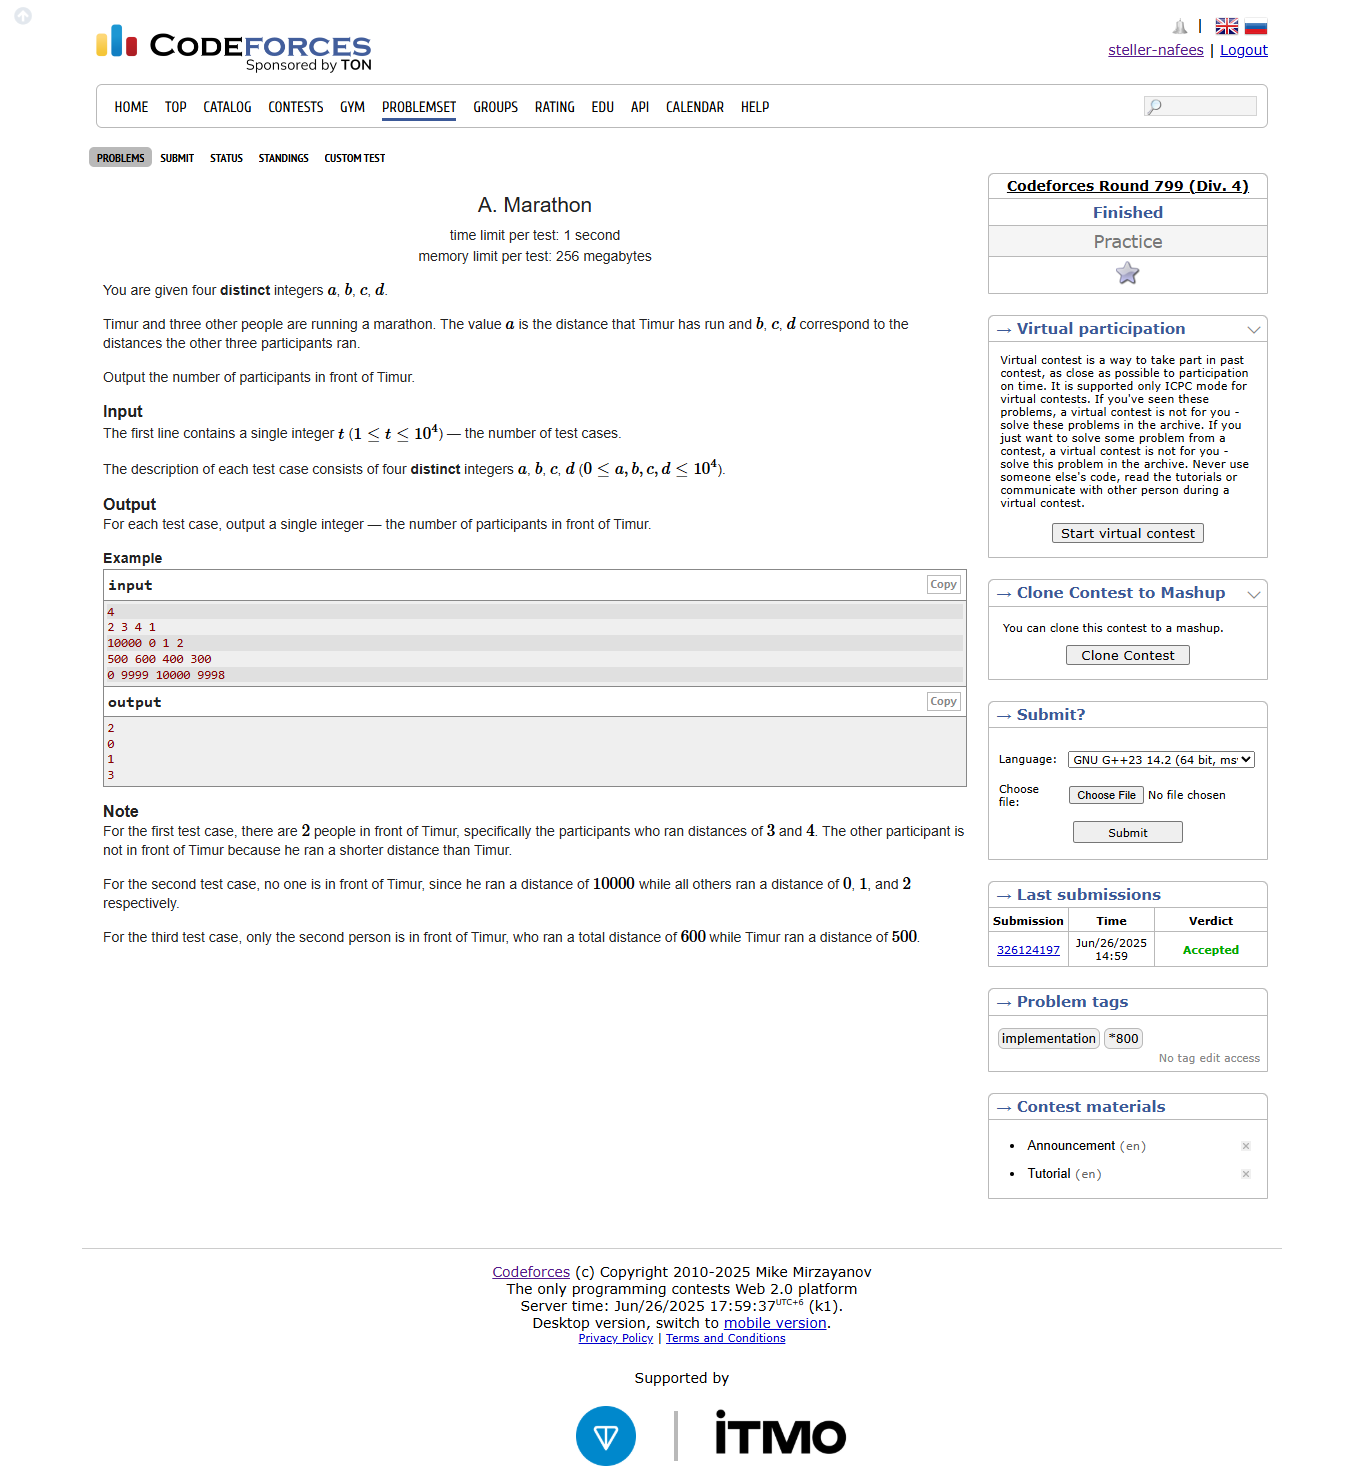 CODEFORCES
Sponsored by TON
|
steller-nafees | Logout
HOME TOP CATALOG CONTESTS GYM PROBLEMSET GROUPS RATING EDU API CALENDAR HELP
PROBLEMS SUBMIT STATUS STANDINGS CUSTOM TEST
A. Marathon
time limit per test: 1 second
memory limit per test: 256 megabytes
You are given four distinct integers a, b, c, d.
Timur and three other people are running a marathon. The value a is the distance that Timur has run and b, c, d correspond to the
distances the other three participants ran.
Output the number of participants in front of Timur.
Input
The first line contains a single integer t (1 ≤ t ≤ 10⁴) — the number of test cases.
The description of each test case consists of four distinct integers a, b, c, d (0 ≤ a, b, c, d ≤ 10⁴).
Output
For each test case, output a single integer — the number of participants in front of Timur.
Example
input Copy
4
2 3 4 1
10000 0 1 2
500 600 400 300
0 9999 10000 9998
output Copy
2
0
1
3
Note
For the first test case, there are 2 people in front of Timur, specifically the participants who ran distances of 3 and 4. The other participant is
not in front of Timur because he ran a shorter distance than Timur.
For the second test case, no one is in front of Timur, since he ran a distance of 10000 while all others ran a distance of 0, 1, and 2
respectively.
For the third test case, only the second person is in front of Timur, who ran a total distance of 600 while Timur ran a distance of 500.
Codeforces Round 799 (Div. 4)
Finished
Practice
→ Virtual participation
Virtual contest is a way to take part in past
contest, as close as possible to participation
on time. It is supported only ICPC mode for
virtual contests. If you've seen these
problems, a virtual contest is not for you -
solve these problems in the archive. If you
just want to solve some problem from a
contest, a virtual contest is not for you -
solve this problem in the archive. Never use
someone else's code, read the tutorials or
communicate with other person during a
virtual contest.
Start virtual contest
→ Clone Contest to Mashup
You can clone this contest to a mashup.
Clone Contest
→ Submit?
Language: GNU G++23 14.2 (64 bit, ms
Choose
file: Choose File No file chosen
Submit
→ Last submissions
Submission Time Verdict
326124197 Jun/26/2025
14:59 Accepted
→ Problem tags
implementation *800
No tag edit access
→ Contest materials
• Announcement (en)
• Tutorial (en)
Codeforces (c) Copyright 2010-2025 Mike Mirzayanov
The only programming contests Web 2.0 platform
Server time: Jun/26/2025 17:59:37 UTC+6 (k1).
Desktop version, switch to mobile version.
Privacy Policy | Terms and Conditions
Supported by
iTMO